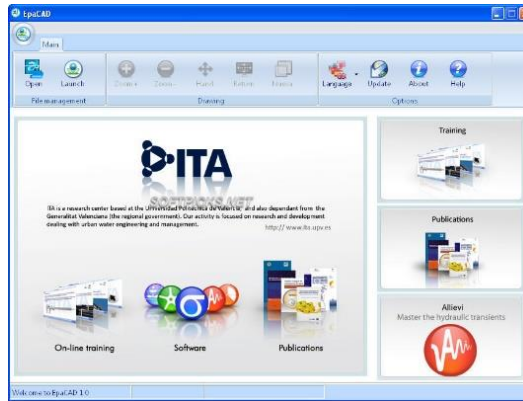 EpaCAD
Main
Open
Launch
Zoom+
Zoom-
Hand
Language
Update
About
Help
File management
Drawing
Options
ITA
SOFTPICKS.NET
ITA is a research center based at the Universidad Politécnica de Valencia, and also dependant from the
Generalitat Valenciana (the regional government). Our activity is focused on research and development
dealing with urban water engineering and management.
http://www.ita.upv.es
On-line training
Software
Publications
Training
Publications
Allievi
Master the hydraulic transients
Welcome to EpaCAD 1.0